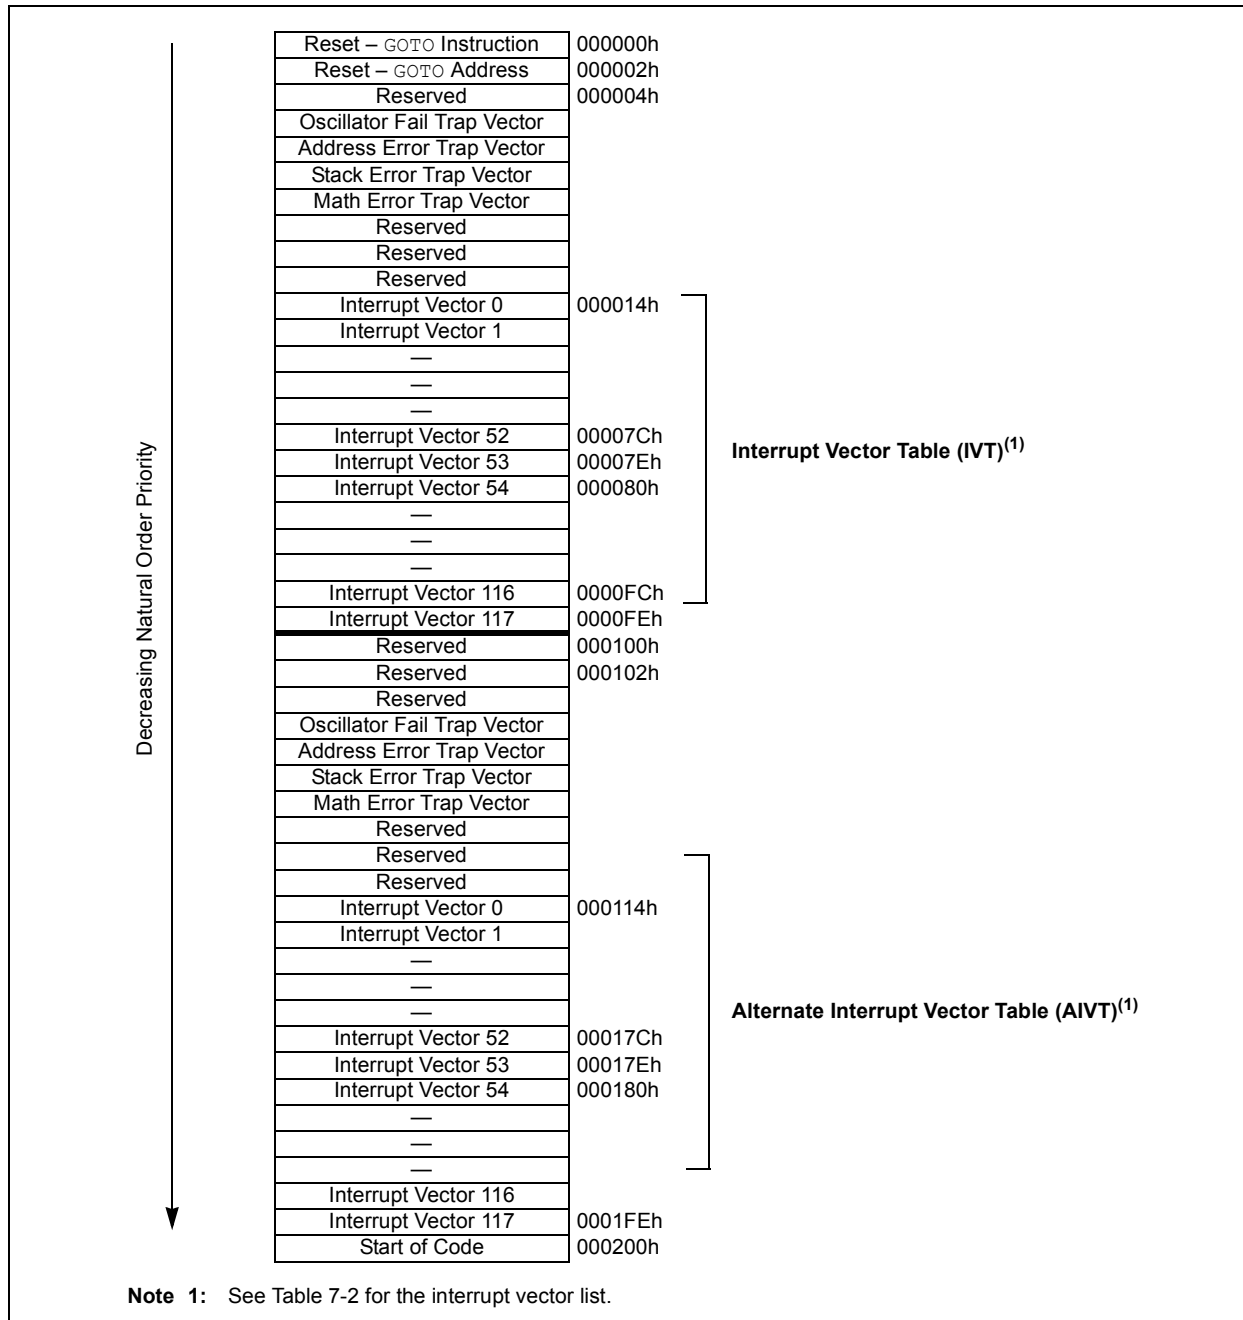 Reset – GOTO Instruction 000000h
Reset – GOTO Address 000002h
Reserved 000004h
Oscillator Fail Trap Vector
Address Error Trap Vector
Stack Error Trap Vector
Math Error Trap Vector
Reserved
Reserved
Reserved
Interrupt Vector 0 000014h
Interrupt Vector 1
—
—
—
Interrupt Vector 52 00007Ch
Interrupt Vector 53 00007Eh
Interrupt Vector 54 000080h
—
—
—
Interrupt Vector 116 0000FCh
Interrupt Vector 117 0000FEh
Reserved 000100h
Reserved 000102h
Reserved
Oscillator Fail Trap Vector
Address Error Trap Vector
Stack Error Trap Vector
Math Error Trap Vector
Reserved
Reserved
Reserved
Interrupt Vector 0 000114h
Interrupt Vector 1
—
—
—
Interrupt Vector 52 00017Ch
Interrupt Vector 53 00017Eh
Interrupt Vector 54 000180h
—
—
—
Interrupt Vector 116
Interrupt Vector 117 0001FEh
Start of Code 000200h
Decreasing Natural Order Priority
Interrupt Vector Table (IVT)(1)
Alternate Interrupt Vector Table (AIVT)(1)
Note 1: See Table 7-2 for the interrupt vector list.